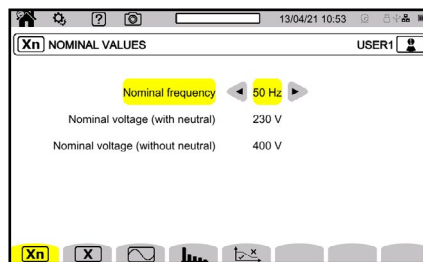 ?
13/04/21 10:53
Xn NOMINAL VALUES
USER1
Nominal frequency ◄ 50 Hz ►
Nominal voltage (with neutral) 230 V
Nominal voltage (without neutral) 400 V
Xn X x